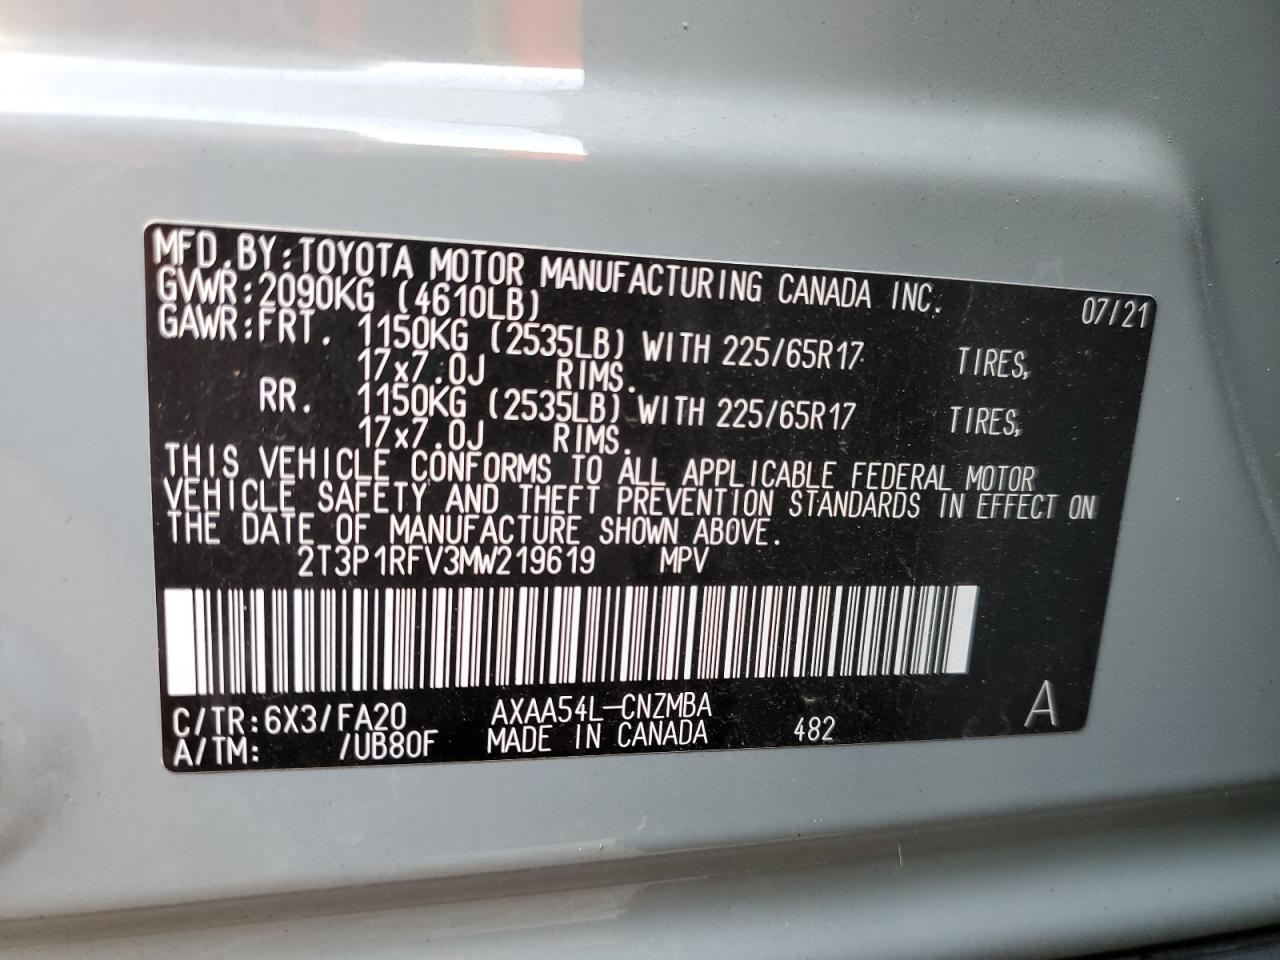 MFD.BY:TOYOTA MOTOR MANUFACTURING CANADA INC. 07/21
GVWR:2090KG (4610LB)
GAWR:FRT. 1150KG (2535LB) WITH 225/65R17 TIRES,
17x7.0J RIMS.
RR. 1150KG (2535LB) WITH 225/65R17 TIRES,
17x7.0J RIMS.
THIS VEHICLE CONFORMS TO ALL APPLICABLE FEDERAL MOTOR
VEHICLE SAFETY AND THEFT PREVENTION STANDARDS IN EFFECT ON
THE DATE OF MANUFACTURE SHOWN ABOVE.
2T3P1RFV3MW219619 MPV
C/TR:6X3/FA20 AXAA54L-CNZMBA A
A/TM: /UB80F MADE IN CANADA 482